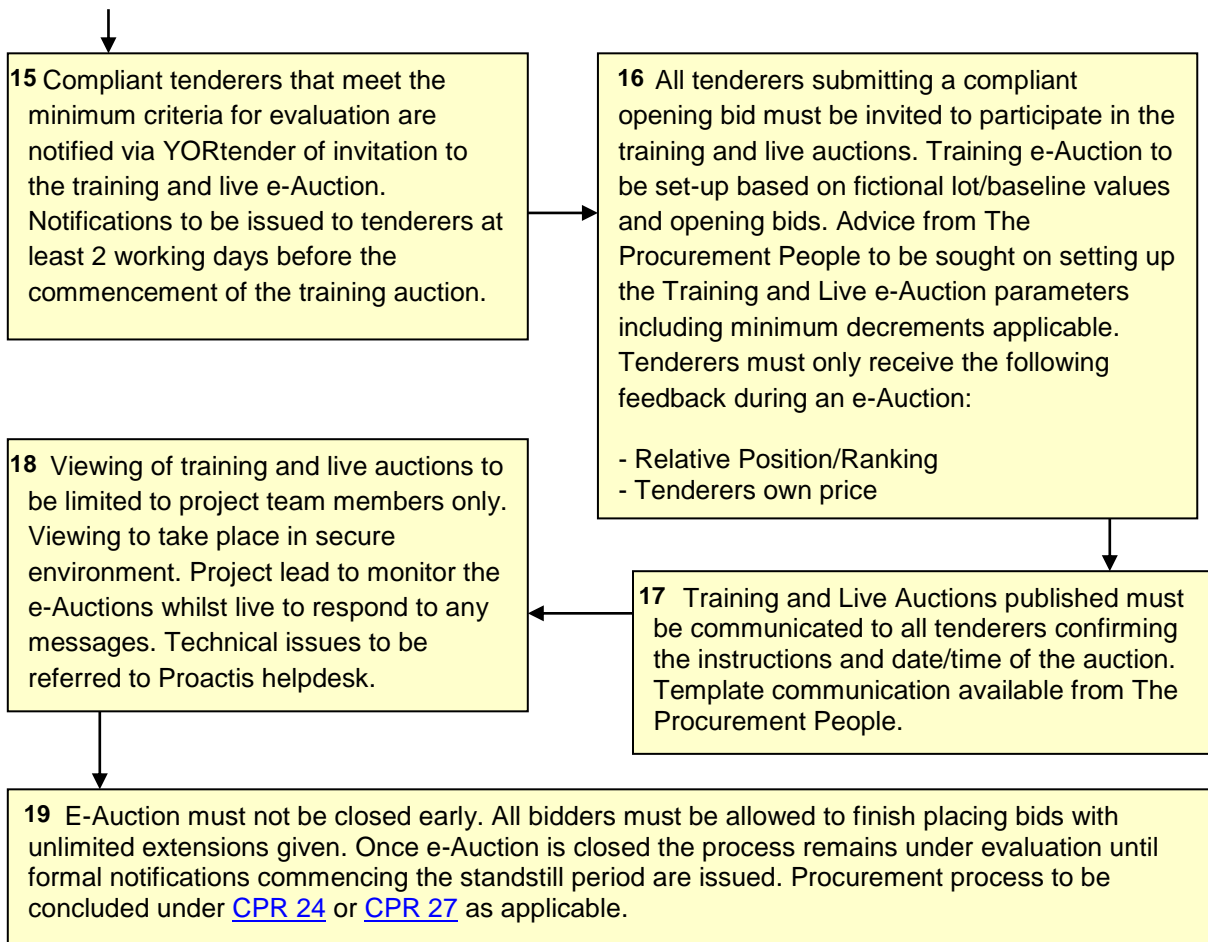 15 Compliant tenderers that meet the
minimum criteria for evaluation are
notified via YORtender of invitation to
the training and live e-Auction.
Notifications to be issued to tenderers at
least 2 working days before the
commencement of the training auction.
16 All tenderers submitting a compliant
opening bid must be invited to participate in the
training and live auctions. Training e-Auction to
be set-up based on fictional lot/baseline values
and opening bids. Advice from The
Procurement People to be sought on setting up
the Training and Live e-Auction parameters
including minimum decrements applicable.
Tenderers must only receive the following
feedback during an e-Auction:
- Relative Position/Ranking
- Tenderers own price
17 Training and Live Auctions published must
be communicated to all tenderers confirming
the instructions and date/time of the auction.
Template communication available from The
Procurement People.
18 Viewing of training and live auctions to
be limited to project team members only.
Viewing to take place in secure
environment. Project lead to monitor the
e-Auctions whilst live to respond to any
messages. Technical issues to be
referred to Proactis helpdesk.
19 E-Auction must not be closed early. All bidders must be allowed to finish placing bids with
unlimited extensions given. Once e-Auction is closed the process remains under evaluation until
formal notifications commencing the standstill period are issued. Procurement process to be
concluded under CPR 24 or CPR 27 as applicable.